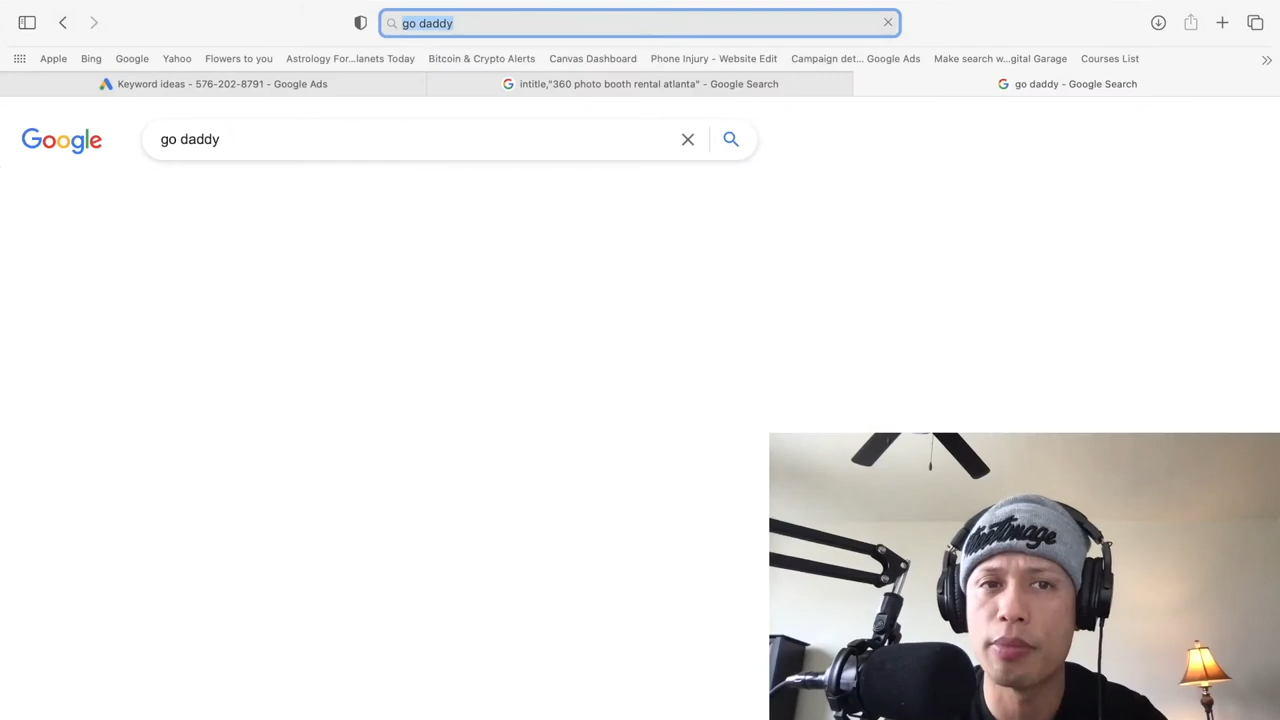 go daddy
Apple
Bing
Google
Yahoo
Flowers to you
Astrology For...lanets Today
Bitcoin & Crypto Alerts
Canvas Dashboard
Phone Injury - Website Edit
Campaign det... Google Ads
Make search w...gital Garage
Courses List
Keyword ideas - 576-202-8791 - Google Ads
intitle,"360 photo booth rental atlanta" - Google Search
go daddy - Google Search
Google
go daddy